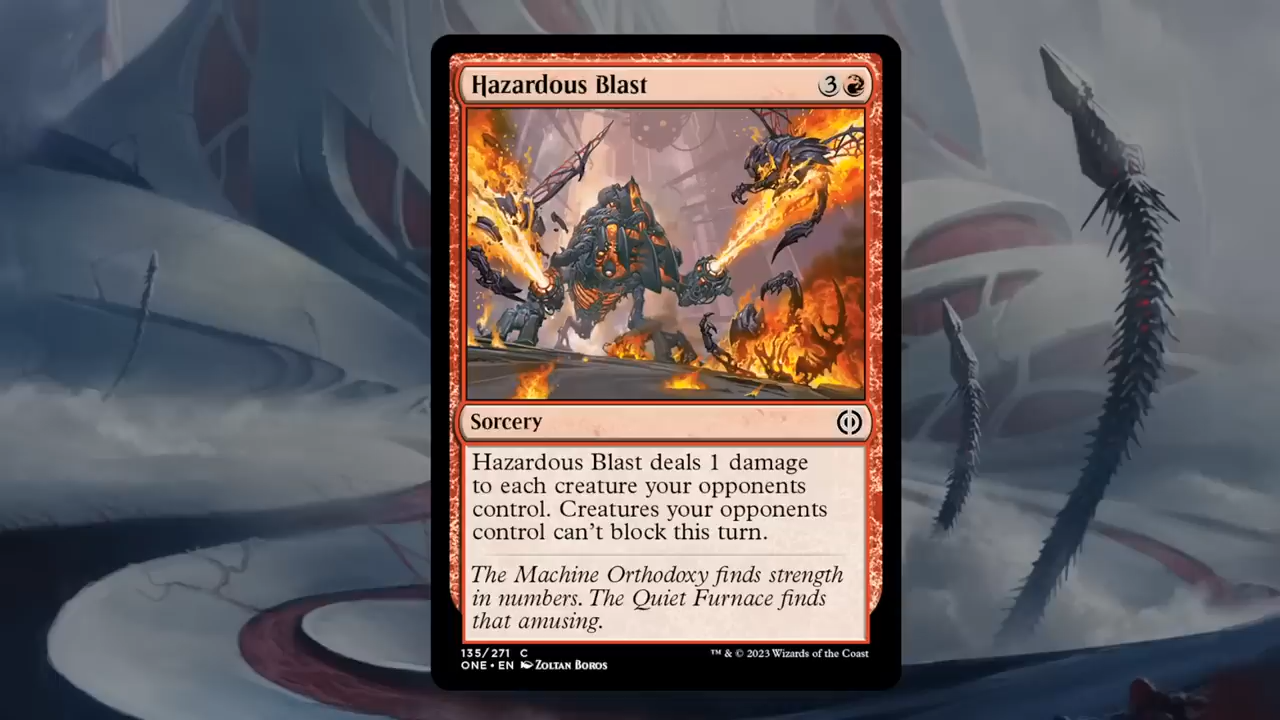 Hazardous Blast 3
Sorcery
Hazardous Blast deals 1 damage
to each creature your opponents
control. Creatures your opponents
control can't block this turn.
The Machine Orthodoxy finds strength
in numbers. The Quiet Furnace finds
that amusing.
135/271 C
ONE • EN Zoltan Boros
™ & © 2023 Wizards of the Coast